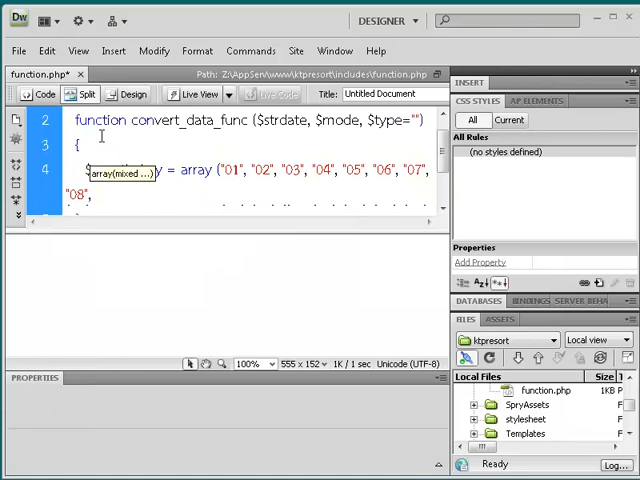 Dw
DESIGNER
File Edit View Insert Modify Format Commands Site Window Help
function.php* × Path: Z:\AppServ\www\ktpresort\includes\function.php
Code Split Design Live View Title: Untitled Document
2 function convert_data_func ($strdate, $mode, $type="")
3 {
4 = array ("01", "02", "03", "04", "05", "06", "07",
array(mixed ...)
"08",
100% 555 x 152 1K / 1 sec Unicode (UTF-8)
PROPERTIES
INSERT
CSS STYLES AP ELEMENTS
All Current
All Rules
(no styles defined)
Properties
Add Property
DATABASES BINDINGS SERVER BEHA
FILES ASSETS
ktpresort Local view
Local Files Size
function.php 1KB
SpryAssets F
stylesheet F
Templates F
Ready Log...